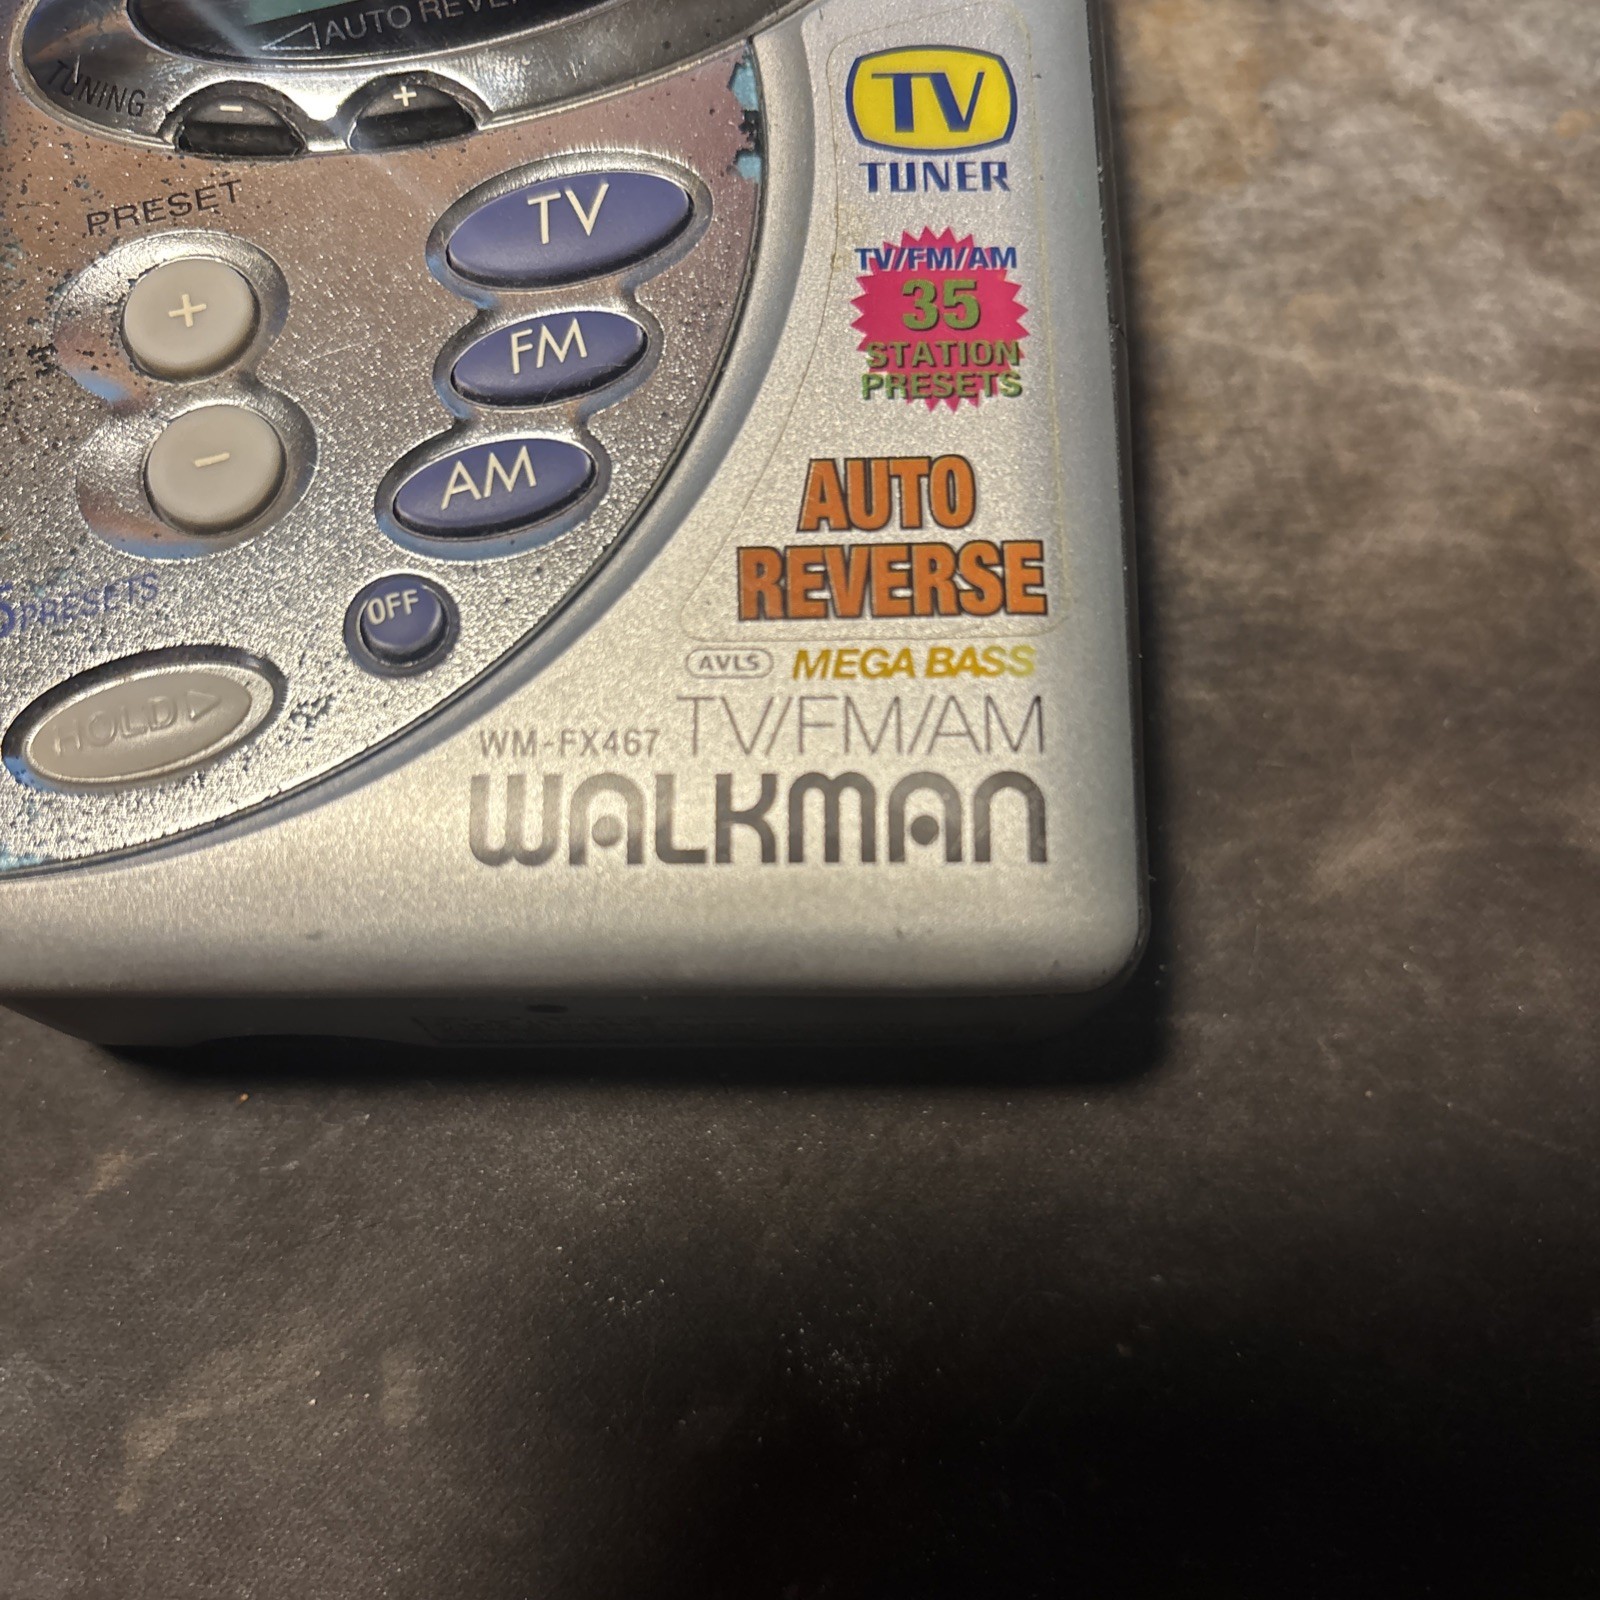 AUTO REVE
TUNING
-
+
PRESET
+
-
TV
FM
AM
OFF
PRESETS
HOLD
TV
TUNER
TV/FM/AM
35
STATION
PRESETS
AUTO
REVERSE
AVLS MEGA BASS
WM-FX467 TV/FM/AM
WALKMAN